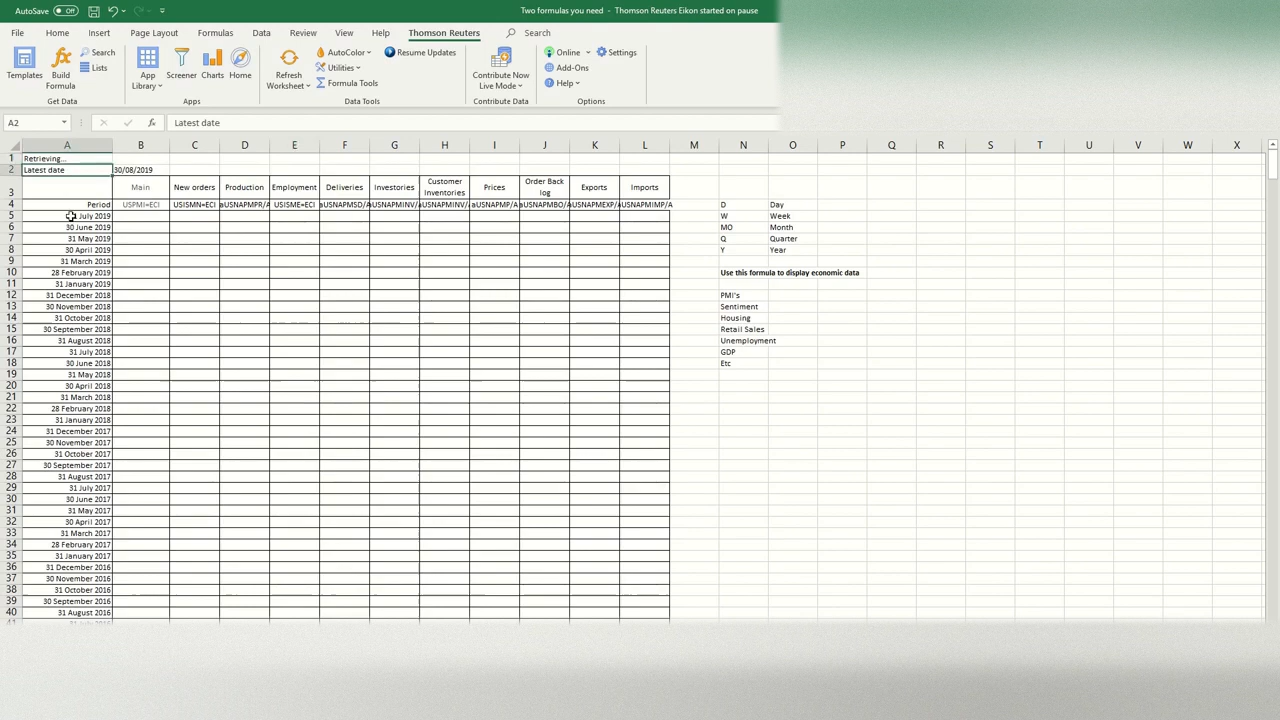 AutoSave Off Two formulas you need - Thomson Reuters Eikon started on pause
File Home Insert Page Layout Formulas Data Review View Help Thomson Reuters Search
Templates Build Formula Search Lists App Library Screener Charts Home AutoColor Utilities Resume Updates Formula Tools Refresh Worksheet Contribute Now Live Mode Online Settings Add-Ons Help
Get Data Apps Data Tools Contribute Data Options
A2 Latest date
A B C D E F G H I J K L M N O P Q R S T U V W X
1 Retrieving...
2 Latest date 30/08/2019
3 Main New orders Production Employment Deliveries Inventories Customer Inventories Prices Order Back log Exports Imports
4 Period USPMI=ECI USISMN=ECI aUSNAPMPR/A USISME=ECI aUSNAPMSD/A aUSNAPMINV/A aUSNAPMINV/A aUSNAPMP/A aUSNAPMBO/A aUSNAPMEXP/A aUSNAPMIMP/A D Day
5 July 2019 W Week
6 30 June 2019 MO Month
7 31 May 2019 Q Quarter
8 30 April 2019 Y Year
9 31 March 2019
10 28 February 2019 Use this formula to display economic data
11 31 January 2019
12 31 December 2018 PMI's
13 30 November 2018 Sentiment
14 31 October 2018 Housing
15 30 September 2018 Retail Sales
16 31 August 2018 Unemployment
17 31 July 2018 GDP
18 30 June 2018 Etc
19 31 May 2018
20 30 April 2018
21 31 March 2018
22 28 February 2018
23 31 January 2018
24 31 December 2017
25 30 November 2017
26 31 October 2017
27 30 September 2017
28 31 August 2017
29 31 July 2017
30 30 June 2017
31 31 May 2017
32 30 April 2017
33 31 March 2017
34 28 February 2017
35 31 January 2017
36 31 December 2016
37 30 November 2016
38 31 October 2016
39 30 September 2016
40 31 August 2016